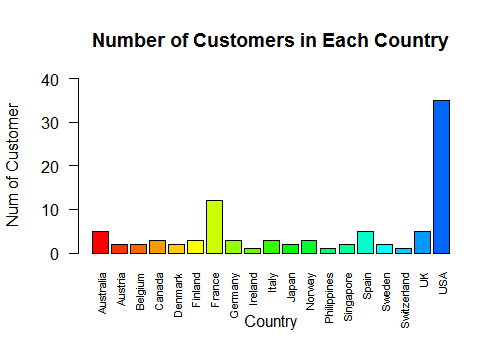 Number of Customers in Each Country
Num of Customer
40
30
20
10
0
Australia
Austria
Belgium
Canada
Denmark
Finland
France
Germany
Ireland
Italy
Japan
Norway
Philippines
Singapore
Spain
Sweden
Switzerland
UK
USA
Country